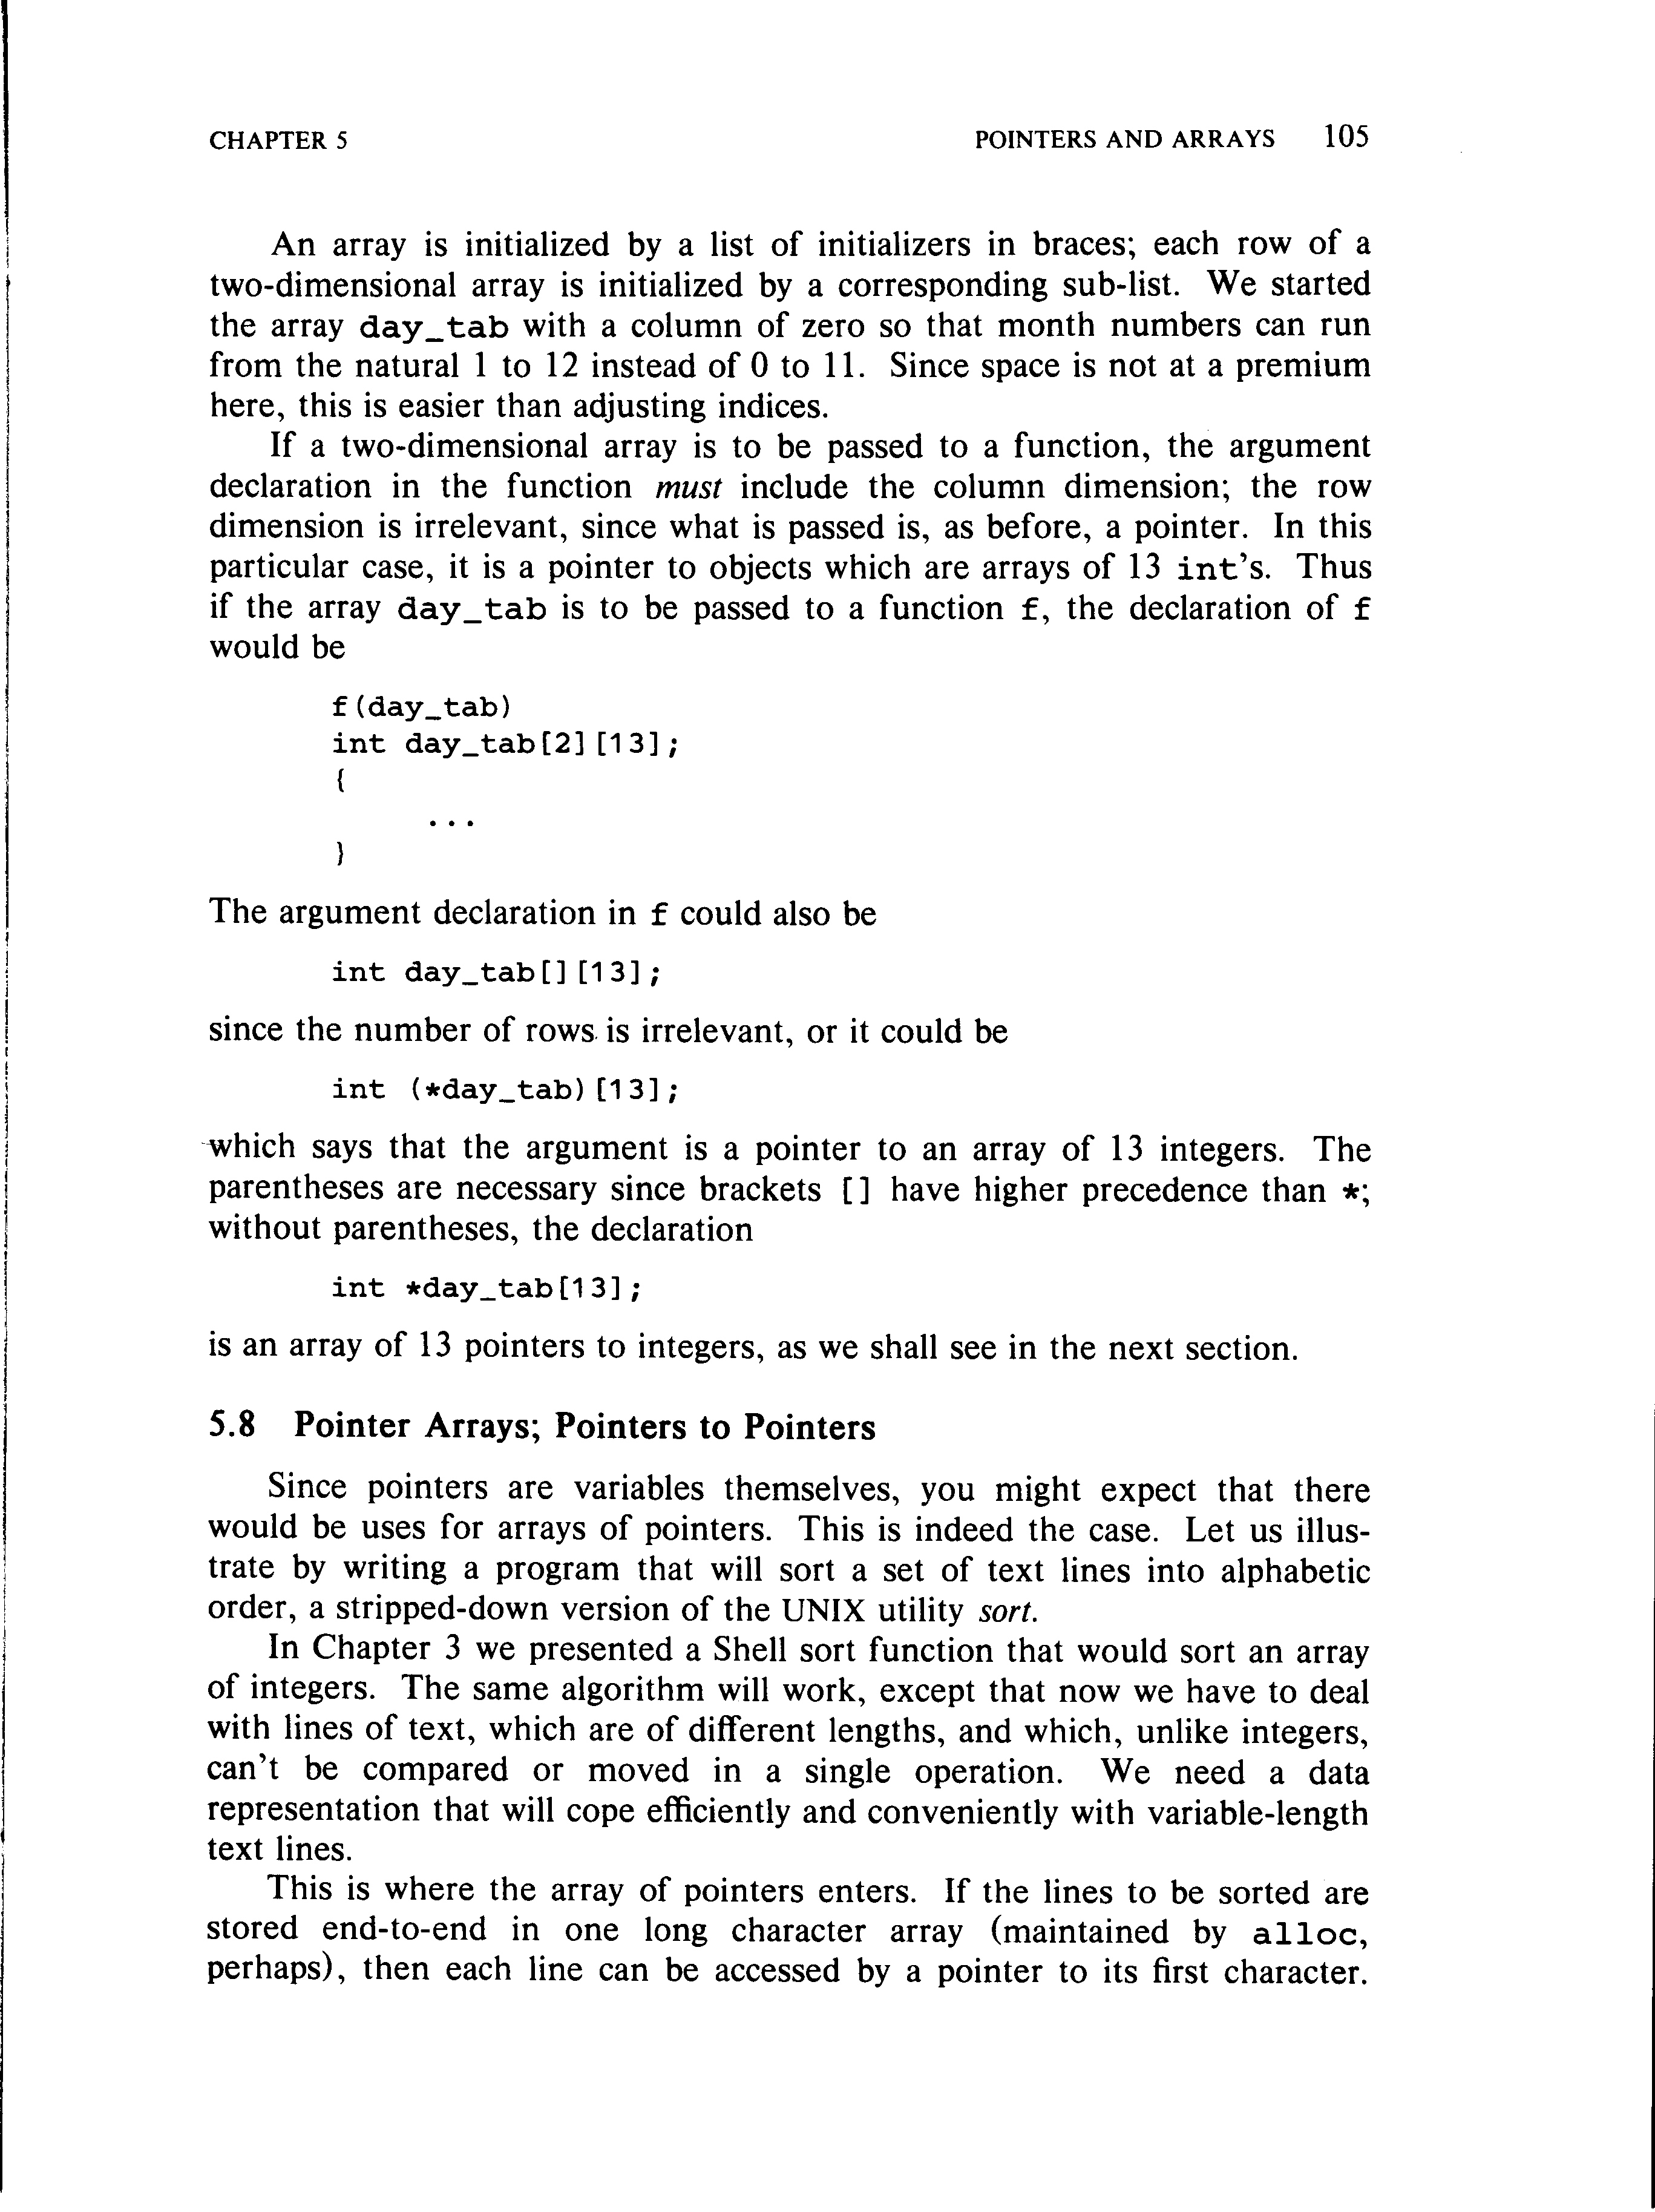 CHAPTER 5 POINTERS AND ARRAYS 105
An array is initialized by a list of initializers in braces; each row of a
two-dimensional array is initialized by a corresponding sub-list. We started
the array day_tab with a column of zero so that month numbers can run
from the natural 1 to 12 instead of 0 to 11. Since space is not at a premium
here, this is easier than adjusting indices.
If a two-dimensional array is to be passed to a function, the argument
declaration in the function must include the column dimension; the row
dimension is irrelevant, since what is passed is, as before, a pointer. In this
particular case, it is a pointer to objects which are arrays of 13 int's. Thus
if the array day_tab is to be passed to a function f, the declaration of f
would be
f(day_tab)
int day_tab[2][13];
{
...
}
The argument declaration in f could also be
int day_tab[][13];
since the number of rows is irrelevant, or it could be
int (*day_tab)[13];
which says that the argument is a pointer to an array of 13 integers. The
parentheses are necessary since brackets [] have higher precedence than *;
without parentheses, the declaration
int *day_tab[13];
is an array of 13 pointers to integers, as we shall see in the next section.
5.8 Pointer Arrays; Pointers to Pointers
Since pointers are variables themselves, you might expect that there
would be uses for arrays of pointers. This is indeed the case. Let us illus-
trate by writing a program that will sort a set of text lines into alphabetic
order, a stripped-down version of the UNIX utility sort.
In Chapter 3 we presented a Shell sort function that would sort an array
of integers. The same algorithm will work, except that now we have to deal
with lines of text, which are of different lengths, and which, unlike integers,
can't be compared or moved in a single operation. We need a data
representation that will cope efficiently and conveniently with variable-length
text lines.
This is where the array of pointers enters. If the lines to be sorted are
stored end-to-end in one long character array (maintained by alloc,
perhaps), then each line can be accessed by a pointer to its first character.